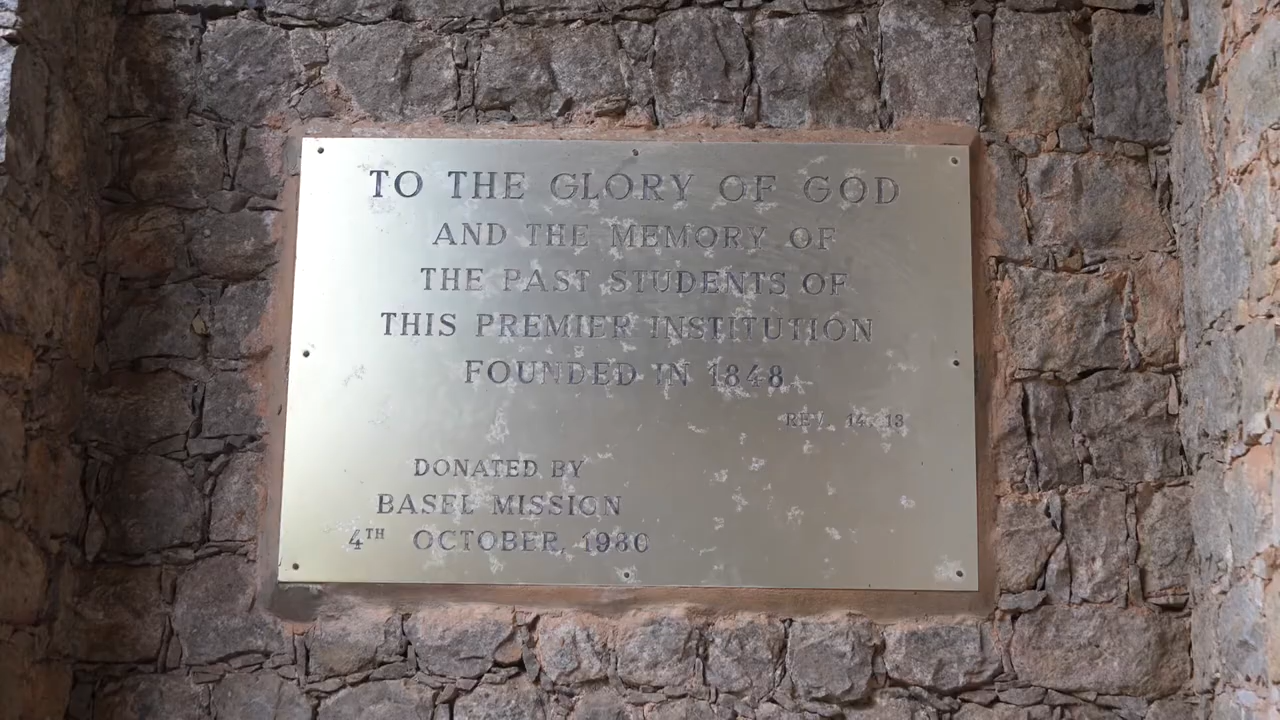 TO THE GLORY OF GOD
AND THE MEMORY OF
THE PAST STUDENTS OF
THIS PREMIER INSTITUTION
FOUNDED IN 1848
REV. 14. 13
DONATED BY
BASEL MISSION
4TH OCTOBER, 1980